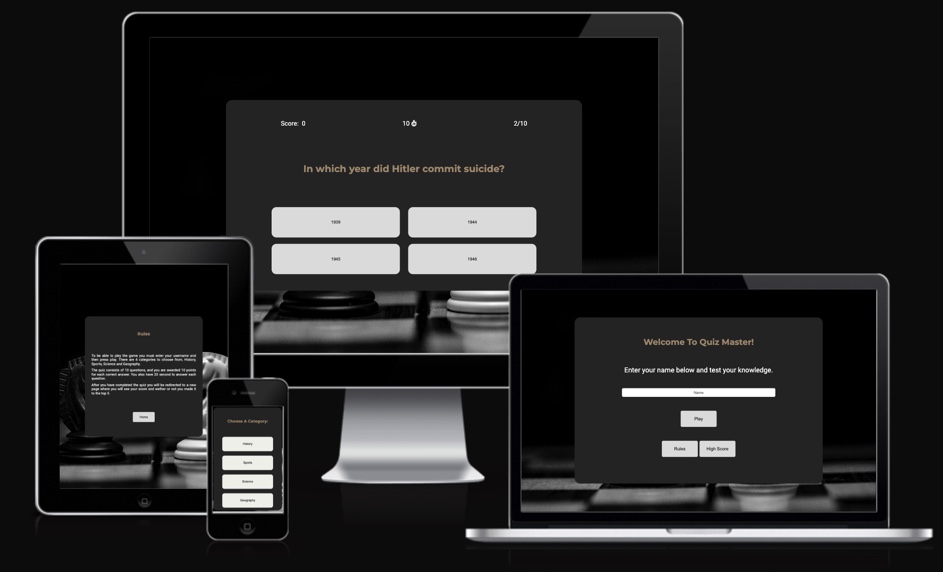 Score: 0
10
2/10
In which year did Hitler commit suicide?
1939
1944
1945
1946
Rules
To be able to play the game you must enter your username and
then press play. There are 4 categories to choose from, History,
Sports, Science and Geography.
The quiz consists of 10 questions, and you are awarded 10 points
for each correct answer. You also have 20 second to answer each
question.
After you have completed the quiz you will be redirected to a new
page where you will see your score and wether or not you made it
to the top 5.
Home
Choose A Category:
History
Sports
Science
Geography
Welcome To Quiz Master!
Enter your name below and test your knowledge.
Name
Play
Rules
High Score